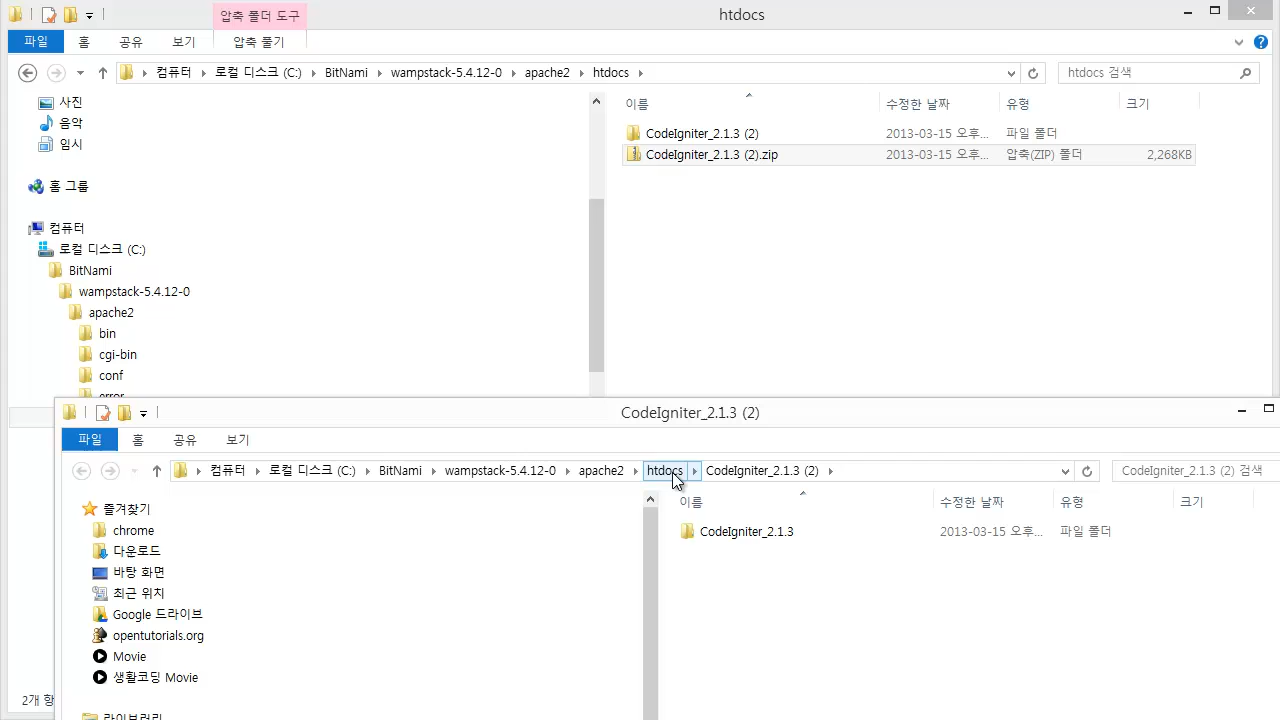 압축 폴더 도구
htdocs
파일
홈
공유
보기
압축 풀기
컴퓨터
로컬 디스크 (C:)
BitNami
wampstack-5.4.12-0
apache2
htdocs
htdocs 검색
사진
음악
임시
홈 그룹
컴퓨터
로컬 디스크 (C:)
BitNami
wampstack-5.4.12-0
apache2
bin
cgi-bin
conf
error
이름 수정한 날짜 유형 크기
CodeIgniter_2.1.3 (2) 2013-03-15 오후... 파일 폴더
CodeIgniter_2.1.3 (2).zip 2013-03-15 오후... 압축(ZIP) 폴더 2,268KB
2개 항
CodeIgniter_2.1.3 (2)
파일
홈
공유
보기
컴퓨터
로컬 디스크 (C:)
BitNami
wampstack-5.4.12-0
apache2
htdocs
CodeIgniter_2.1.3 (2)
CodeIgniter_2.1.3 (2) 검색
즐겨찾기
chrome
다운로드
바탕 화면
최근 위치
Google 드라이브
opentutorials.org
Movie
생활코딩 Movie
라이브러리
이름 수정한 날짜 유형 크기
CodeIgniter_2.1.3 2013-03-15 오후... 파일 폴더